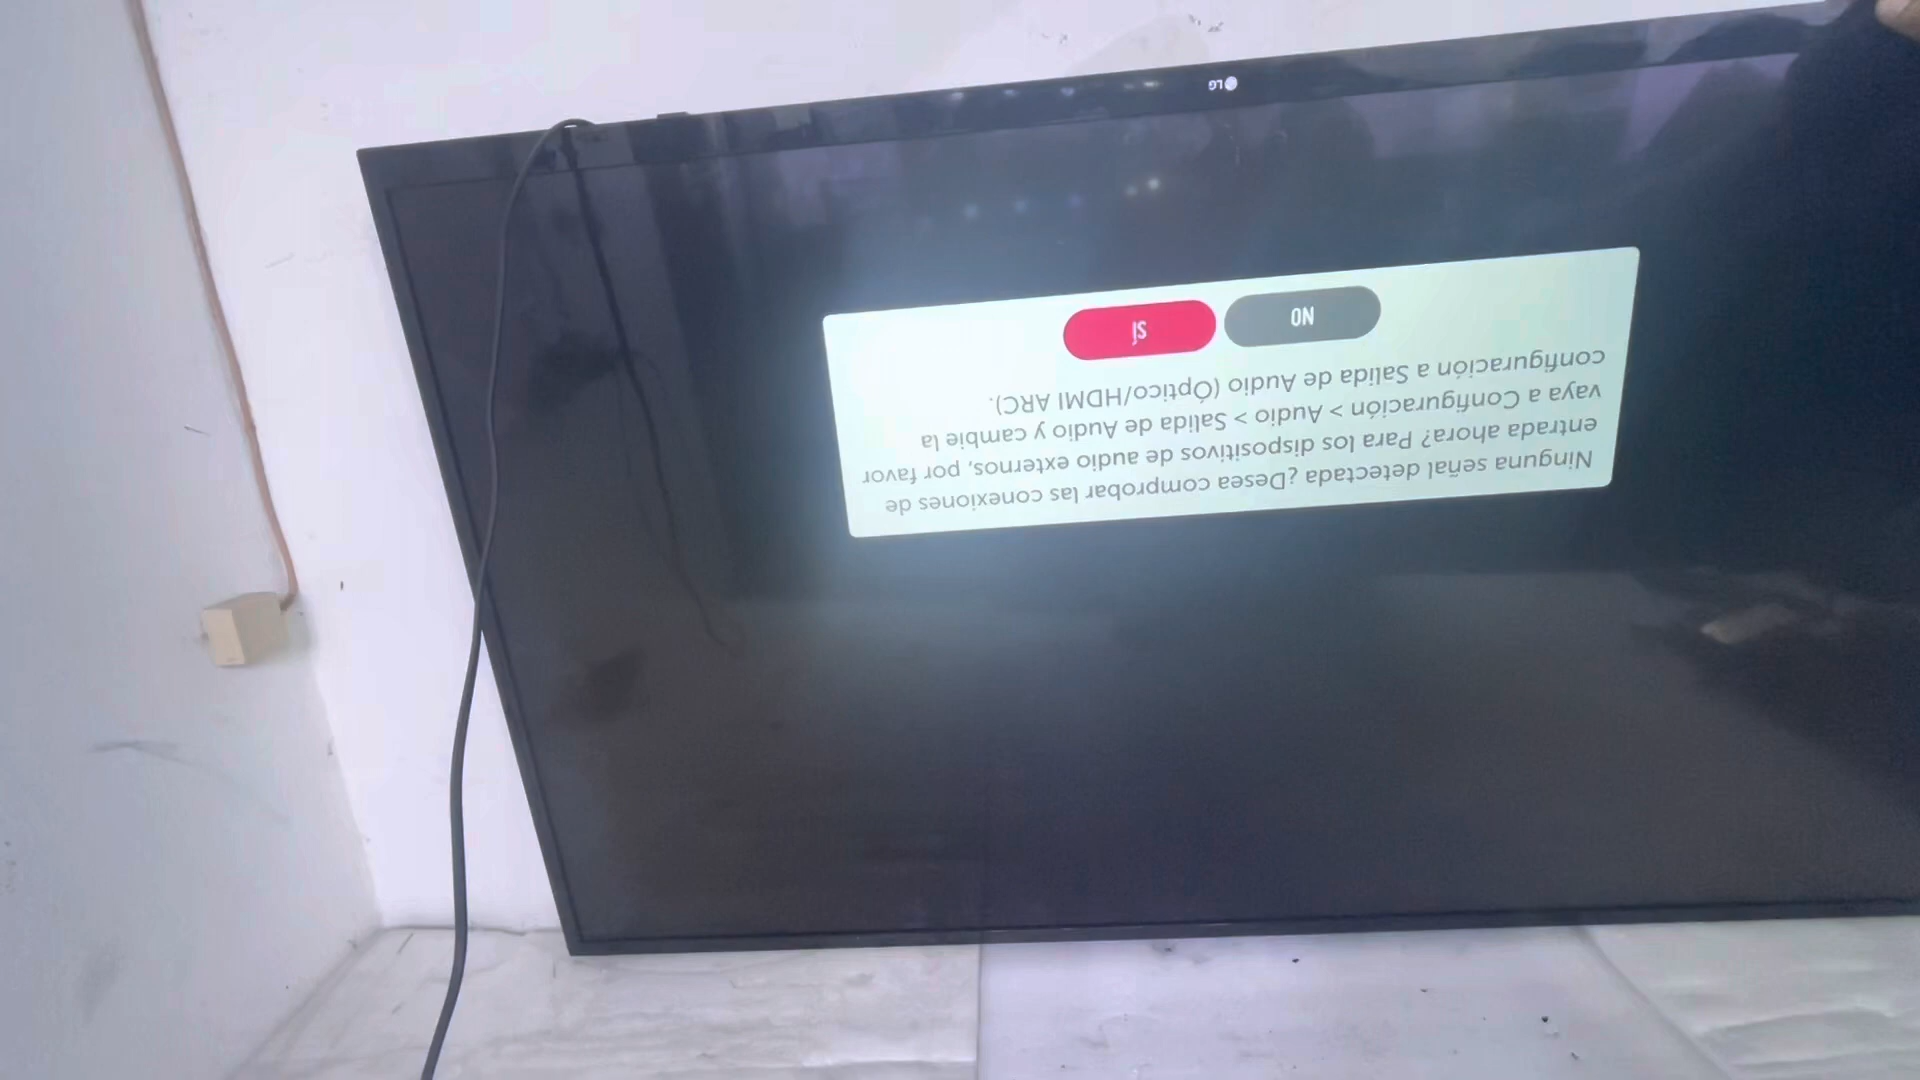 Ninguna señal detectada ¿Desea comprobar las conexiones de
entrada ahora? Para los dispositivos de audio externos, por favor
vaya a Configuración > Audio > Salida de Audio y cambie la
configuración a Salida de Audio (Óptico/HDMI ARC).
NO
SÍ
LG